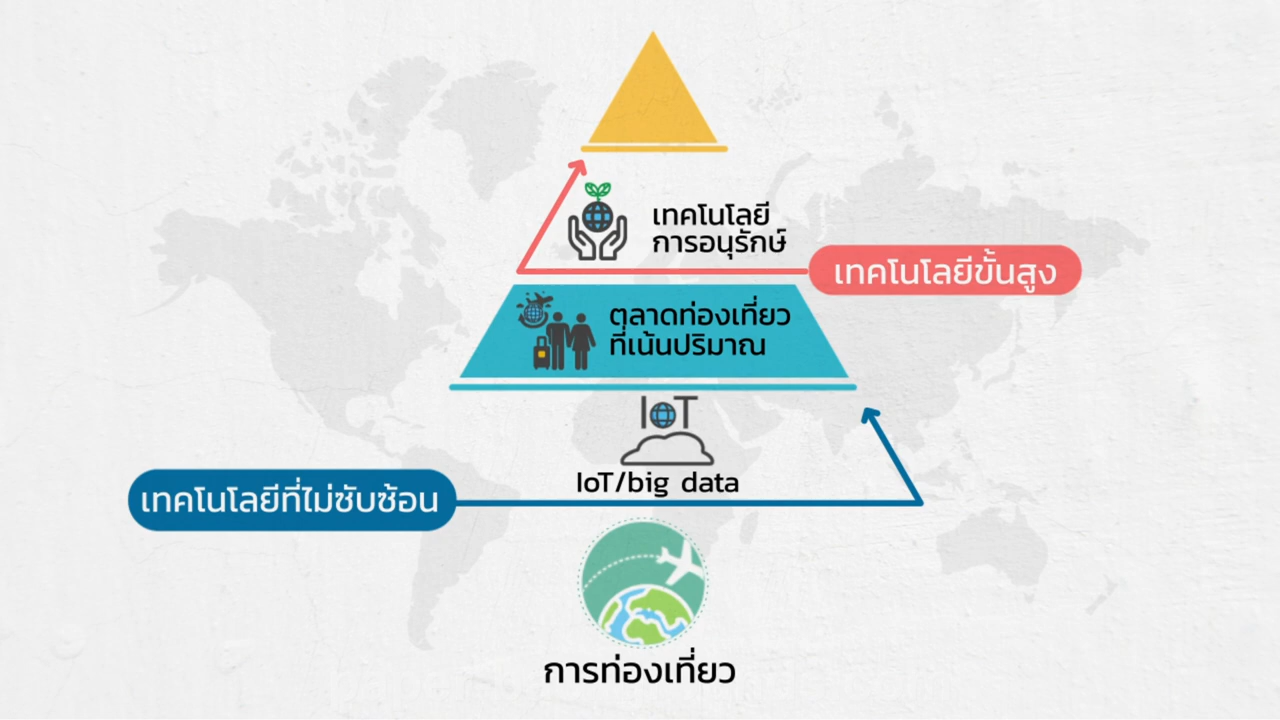 เทคโนโลยี
การอนุรักษ์
เทคโนโลยีขั้นสูง
ตลาดท่องเที่ยว
ที่เน้นปริมาณ
IoT
IoT/big data
เทคโนโลยีที่ไม่ซับซ้อน
การท่องเที่ยว